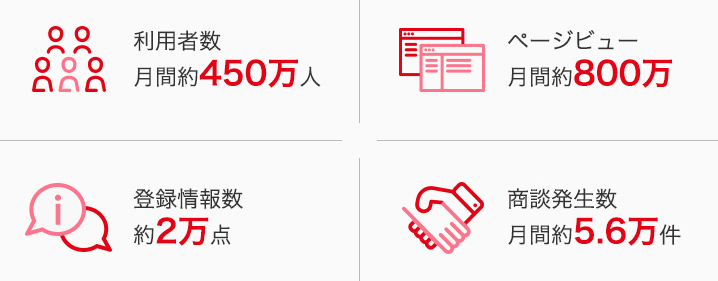 利用者数
月間約450万人
ページビュー
月間約800万
i
登録情報数
約2万点
商談発生数
月間約5.6万件